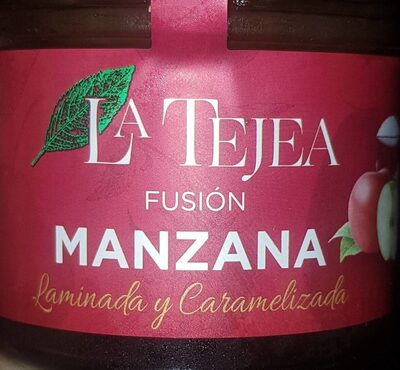 LA TEJEA
FUSIÓN
MANZANA
Laminada y Caramelizada